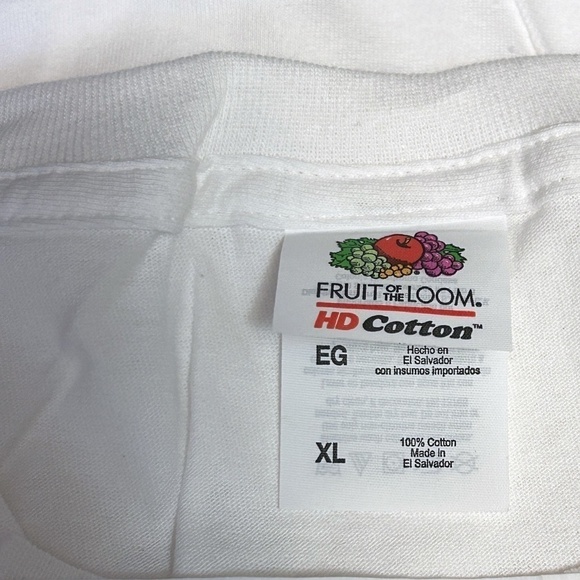 FRUIT OF THE LOOM®
HD Cotton™
EG
Hecho en
El Salvador
con insumos importados
XL
100% Cotton
Made in
El Salvador